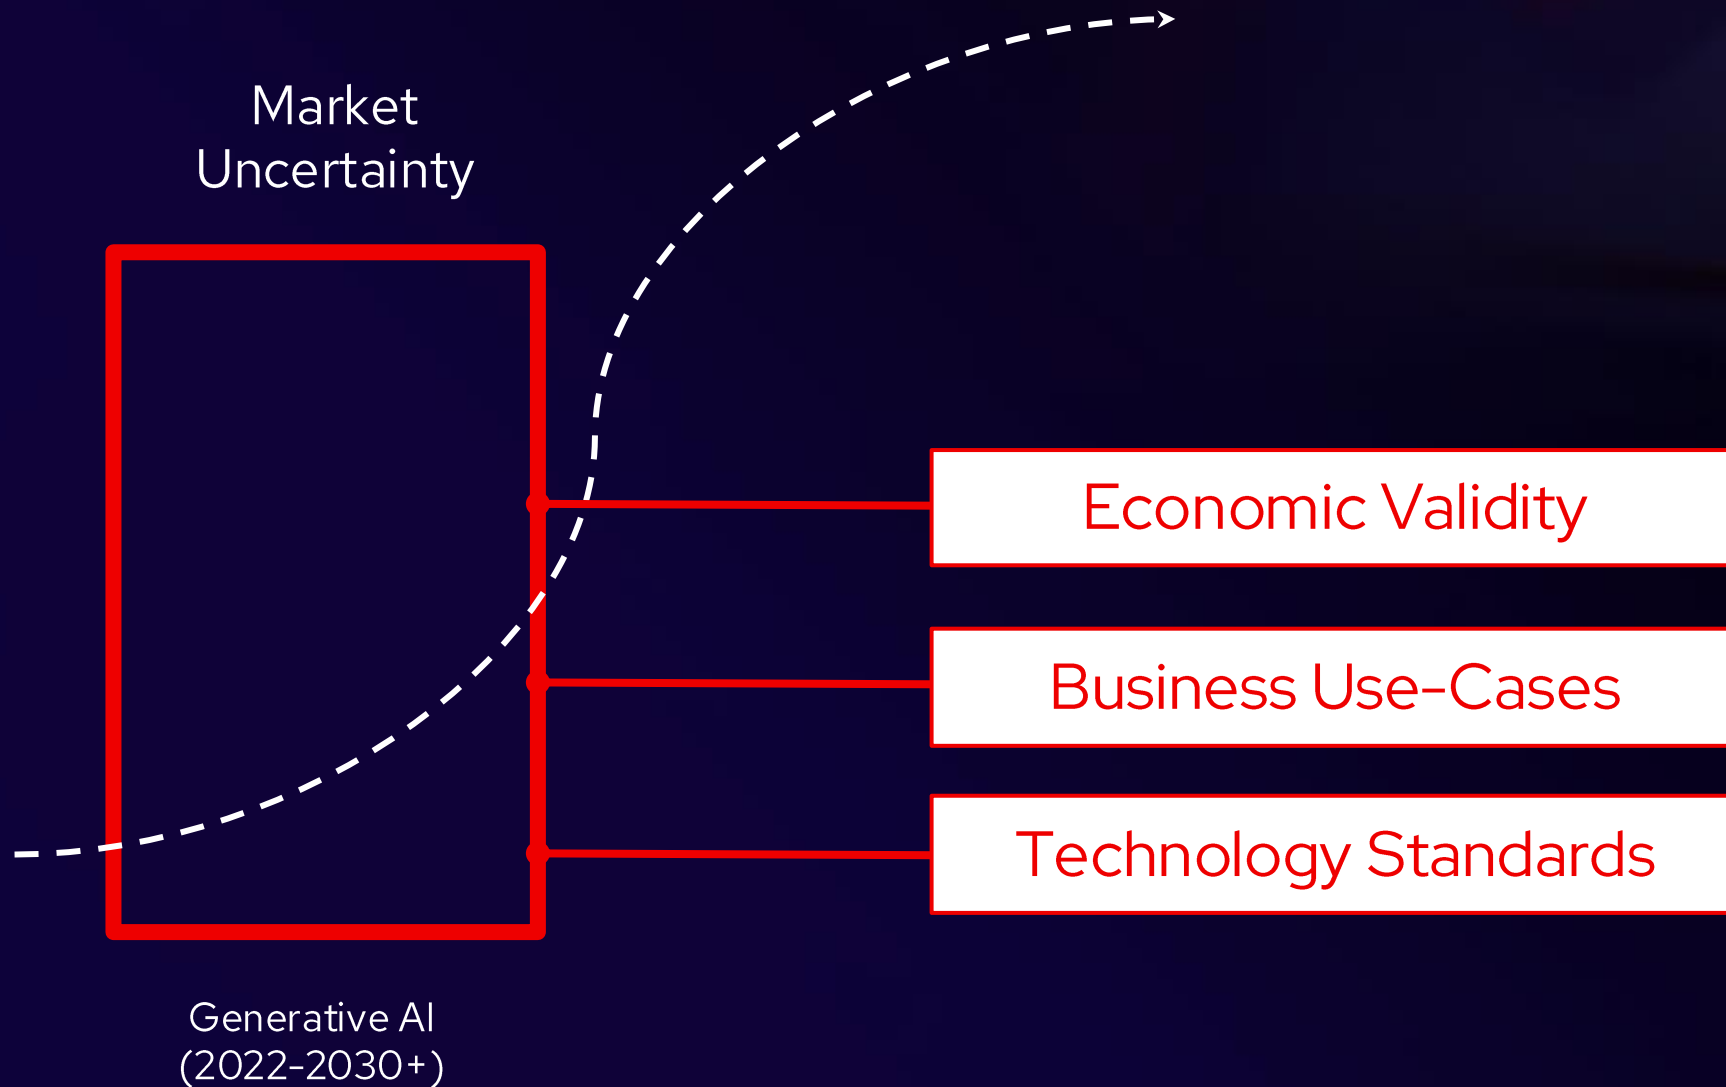 Market
Uncertainty
Economic Validity
Business Use-Cases
Technology Standards
Generative AI
(2022-2030+)